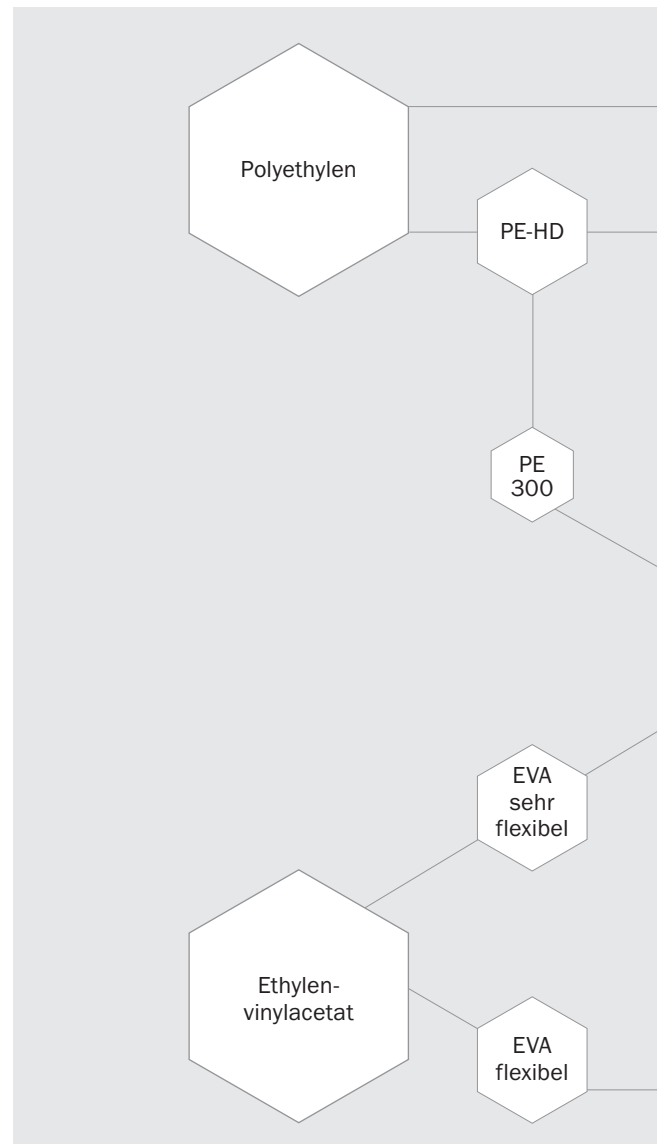 Polyethylen
PE-HD
PE
300
EVA
sehr
flexibel
Ethylen-
vinylacetat
EVA
flexibel